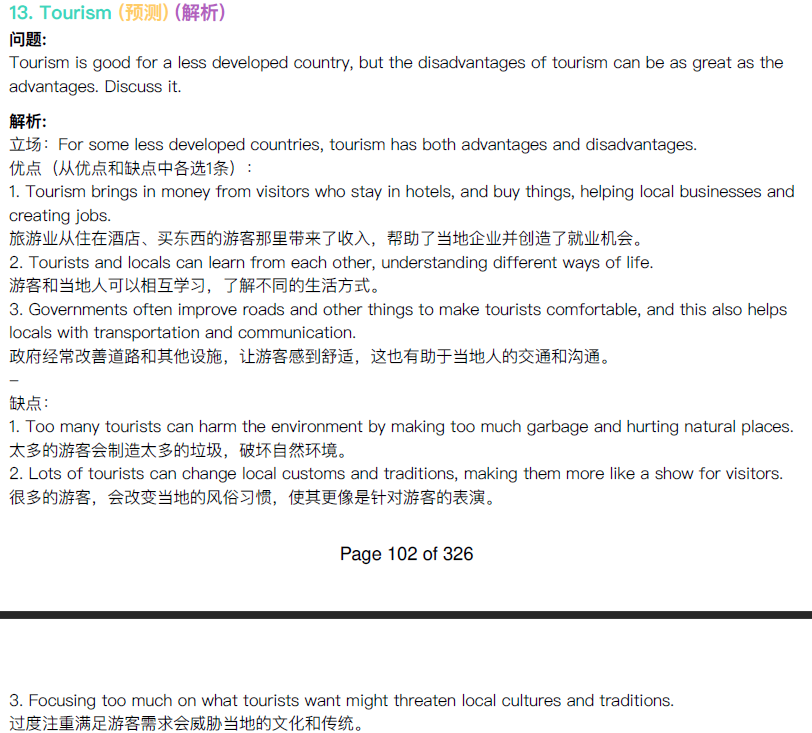 13. Tourism (预测) (解析)
问题:
Tourism is good for a less developed country, but the disadvantages of tourism can be as great as the
advantages. Discuss it.
解析:
立场：For some less developed countries, tourism has both advantages and disadvantages.
优点（从优点和缺点中各选1条）:
1. Tourism brings in money from visitors who stay in hotels, and buy things, helping local businesses and
creating jobs.
旅游业从住在酒店、买东西的游客那里带来了收入，帮助了当地企业并创造了就业机会。
2. Tourists and locals can learn from each other, understanding different ways of life.
游客和当地人可以相互学习，了解不同的生活方式。
3. Governments often improve roads and other things to make tourists comfortable, and this also helps
locals with transportation and communication.
政府经常改善道路和其他设施，让游客感到舒适，这也有助于当地人的交通和沟通。
–
缺点：
1. Too many tourists can harm the environment by making too much garbage and hurting natural places.
太多的游客会制造太多的垃圾，破坏自然环境。
2. Lots of tourists can change local customs and traditions, making them more like a show for visitors.
很多的游客，会改变当地的风俗习惯，使其更像是针对游客的表演。
Page 102 of 326
3. Focusing too much on what tourists want might threaten local cultures and traditions.
过度注重满足游客需求会威胁当地的文化和传统。